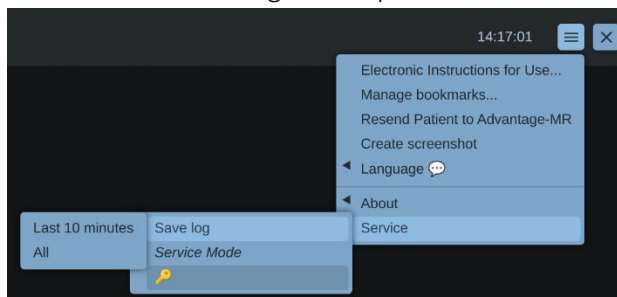 14:17:01
Electronic Instructions for Use...
Manage bookmarks...
Resend Patient to Advantage-MR
Create screenshot
Language
About
Service
Save log
Service Mode
Last 10 minutes
All